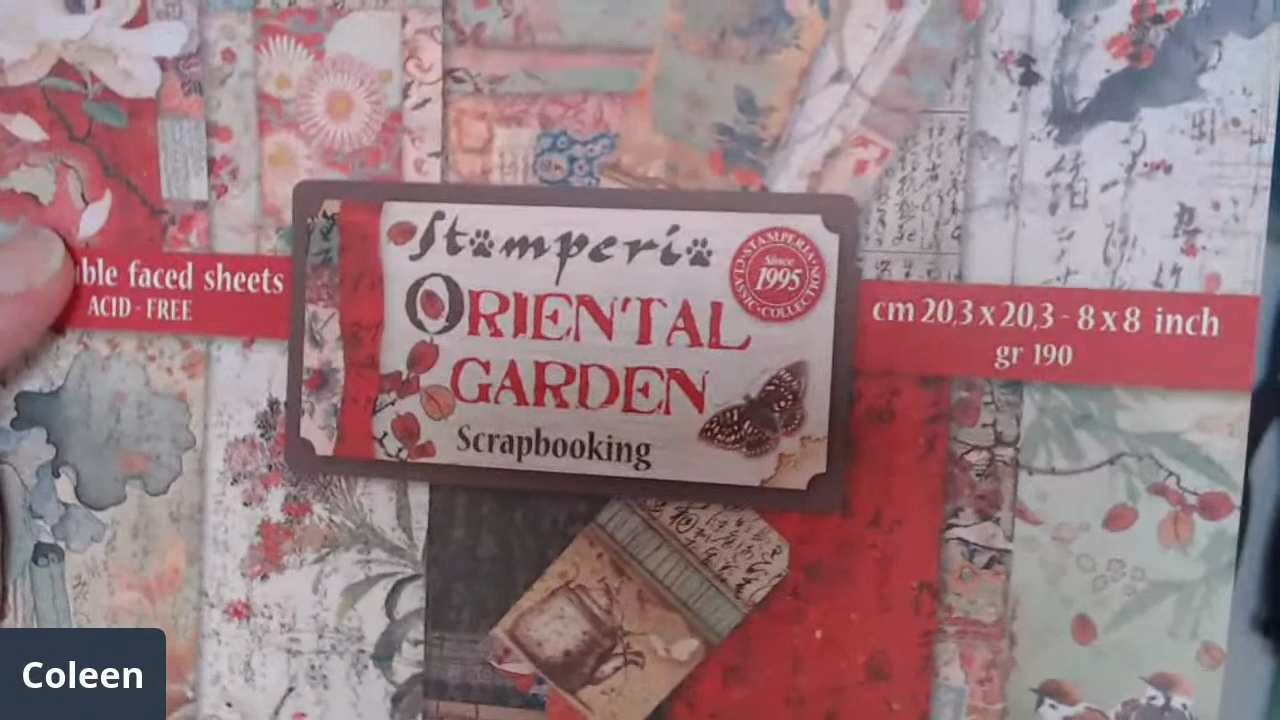 Stamperia
ORIENTAL
GARDEN
Scrapbooking
STAMPERIA
Since
1995
CLASSIC·COLLECTION
ble faced sheets
ACID - FREE
cm 20,3 x 20,3 - 8 x 8 inch
gr 190
Coleen